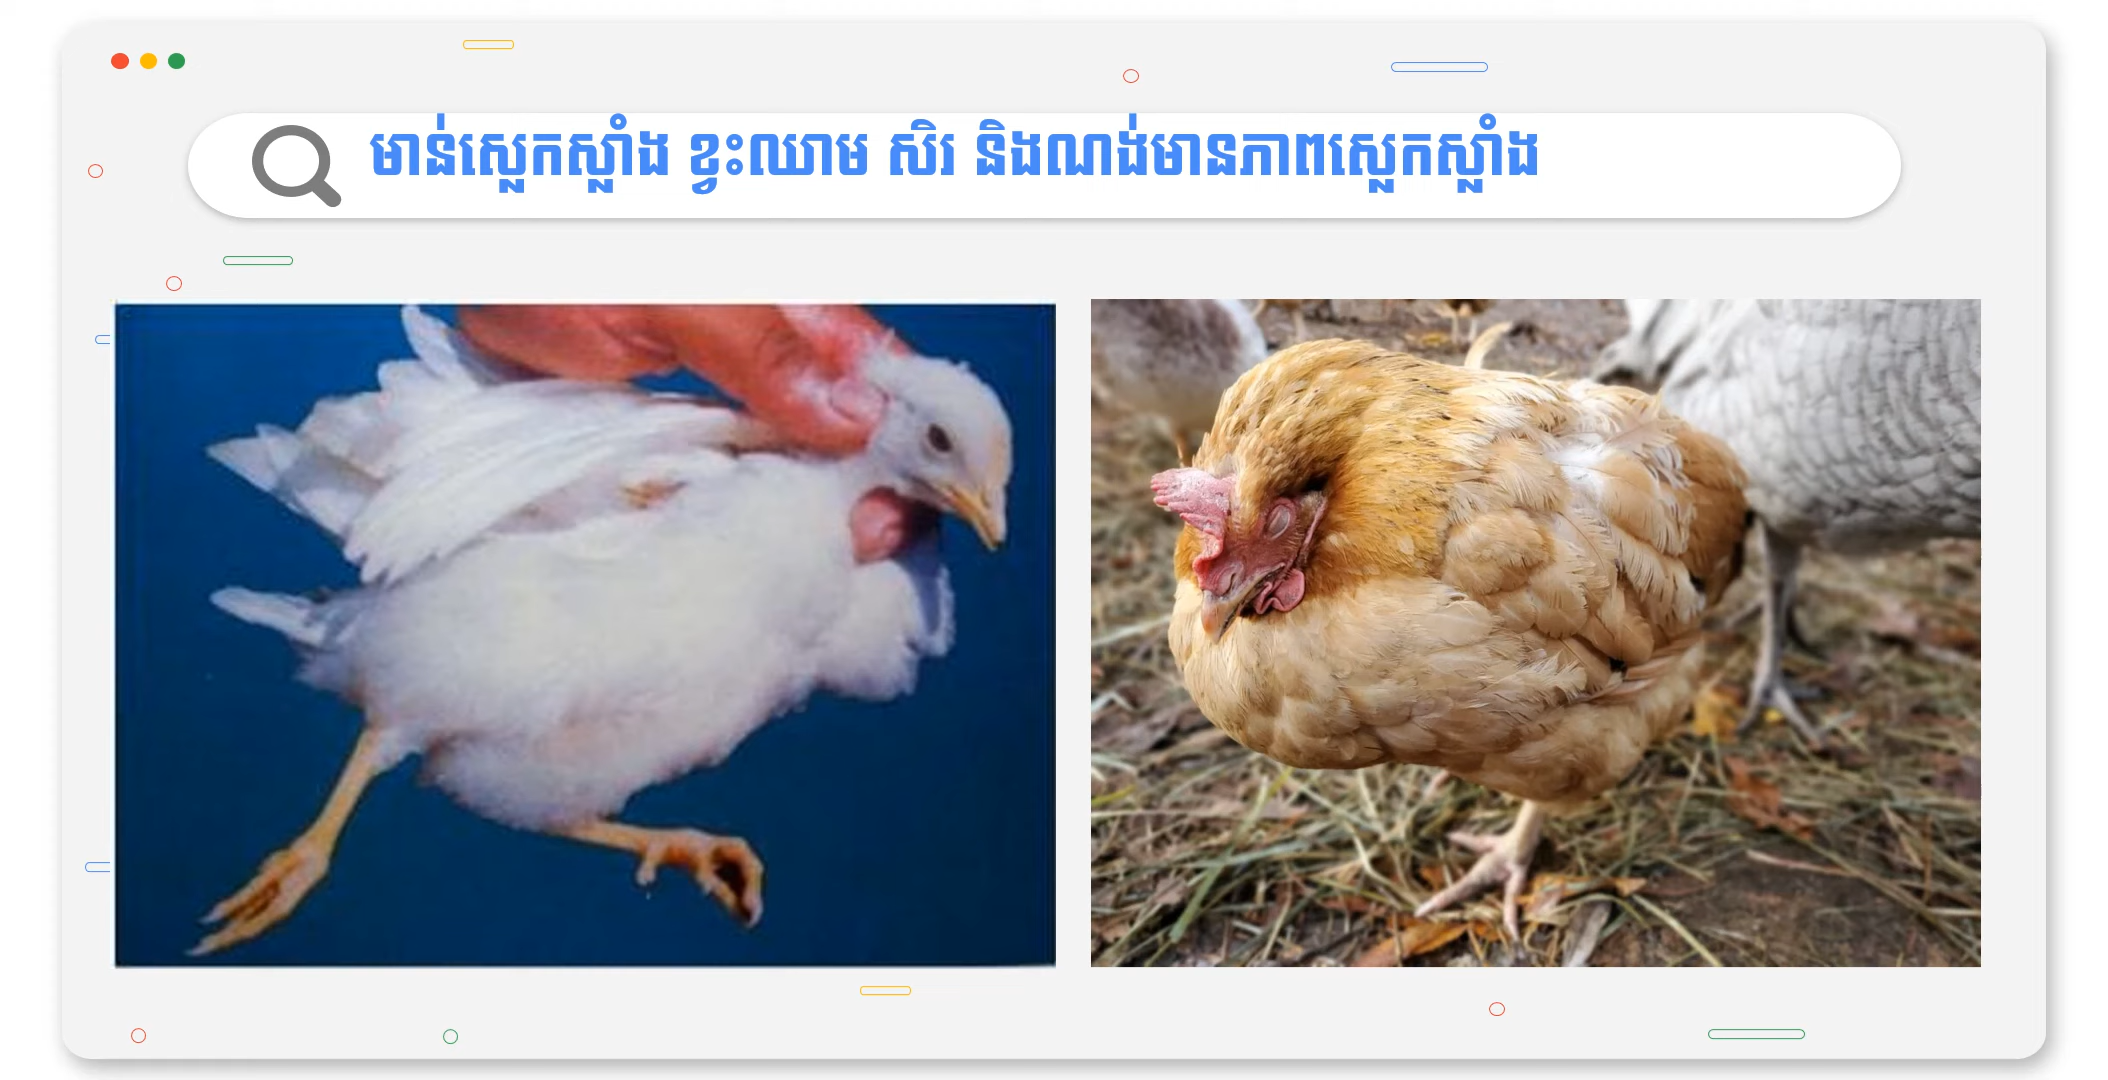 មាន់ស្លេកស្លាំង ខ្វះឈាម សិរ និងណង់មានភាពស្លេកស្លាំង